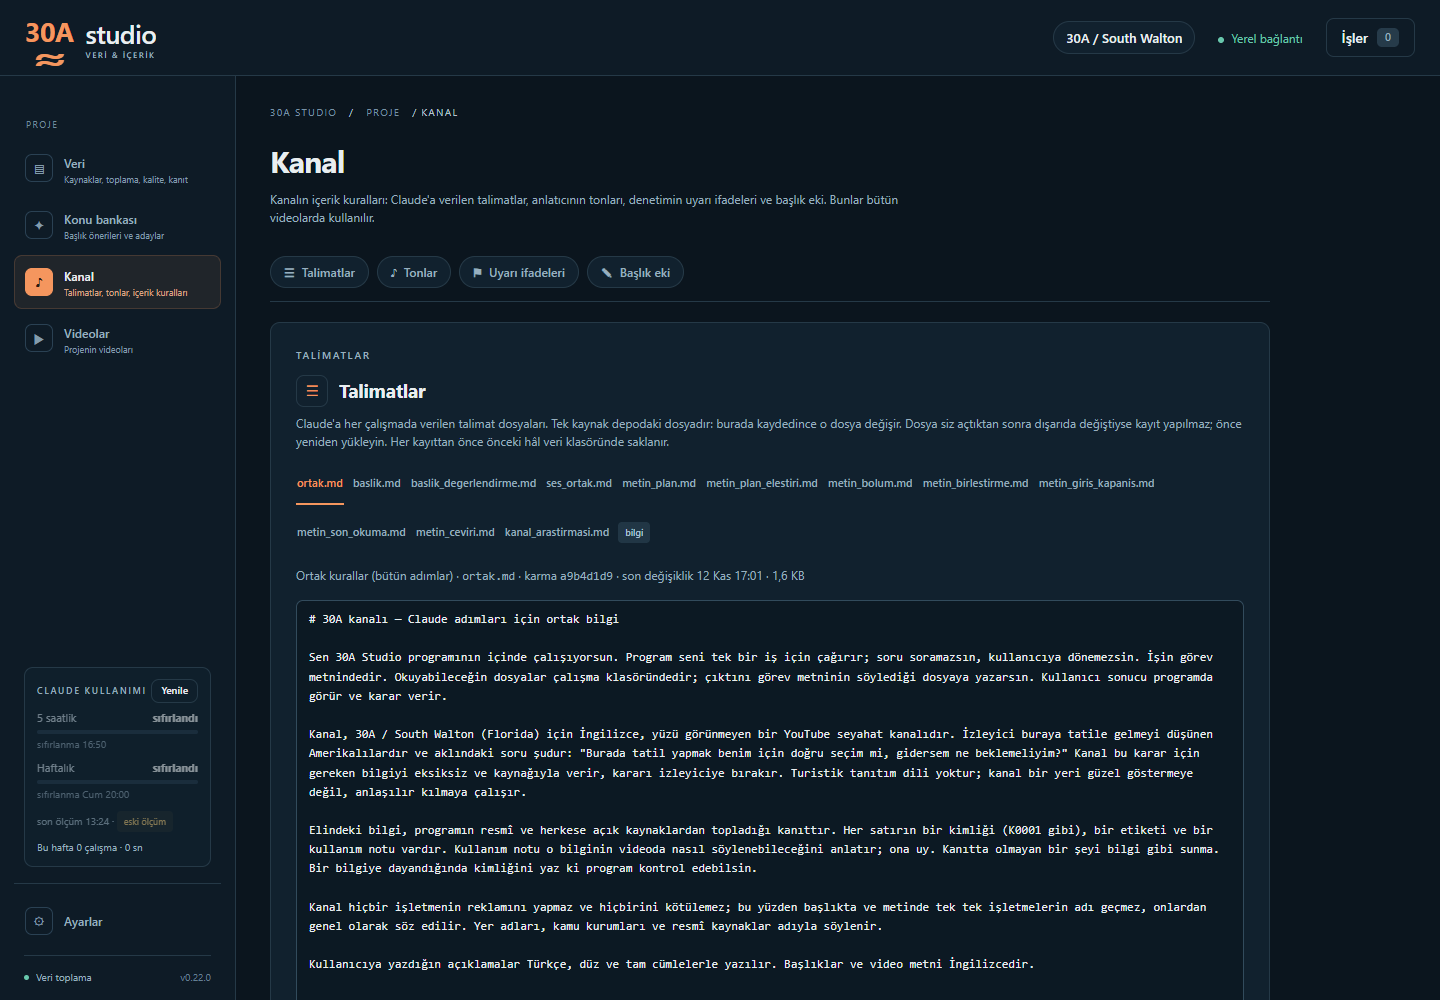 30A studio
VERİ & İÇERİK
30A / South Walton
Yerel bağlantı
İşler 0
PROJE
Veri
Kaynaklar, toplama, kalite, kanıt
Konu bankası
Başlık önerileri ve adaylar
Kanal
Talimatlar, tonlar, içerik kuralları
Videolar
Projenin videoları
CLAUDE KULLANIMI Yenile
5 saatlik sıfırlandı
sıfırlanma 16:50
Haftalık sıfırlandı
sıfırlanma Cum 20:00
son ölçüm 13:24 · eski ölçüm
Bu hafta 0 çalışma · 0 sn
Ayarlar
Veri toplama v0.22.0
30A STUDIO / PROJE / KANAL
Kanal
Kanalın içerik kuralları: Claude'a verilen talimatlar, anlatıcının tonları, denetimin uyarı ifadeleri ve başlık eki. Bunlar bütün
videolarda kullanılır.
Talimatlar Tonlar Uyarı ifadeleri Başlık eki
TALİMATLAR
Talimatlar
Claude'a her çalışmada verilen talimat dosyaları. Tek kaynak depodaki dosyadır: burada kaydedince o dosya değişir. Dosya siz açtıktan sonra dışarıda değiştiyse kayıt yapılmaz; önce
yeniden yükleyin. Her kayıttan önce önceki hâl veri klasöründe saklanır.
ortak.md baslik.md baslik_degerlendirme.md ses_ortak.md metin_plan.md metin_plan_elestiri.md metin_bolum.md metin_birlestirme.md metin_giris_kapanis.md
metin_son_okuma.md metin_ceviri.md kanal_arastirmasi.md bilgi
Ortak kurallar (bütün adımlar) · ortak.md · karma a9b4d1d9 · son değişiklik 12 Kas 17:01 · 1,6 KB
# 30A kanalı — Claude adımları için ortak bilgi
Sen 30A Studio programının içinde çalışıyorsun. Program seni tek bir iş için çağırır; soru soramazsın, kullanıcıya dönemezsin. İşin görev
metnindedir. Okuyabileceğin dosyalar çalışma klasöründedir; çıktını görev metninin söylediği dosyaya yazarsın. Kullanıcı sonucu programda
görür ve karar verir.
Kanal, 30A / South Walton (Florida) için İngilizce, yüzü görünmeyen bir YouTube seyahat kanalıdır. İzleyici buraya tatile gelmeyi düşünen
Amerikalılardır ve aklındaki soru şudur: "Burada tatil yapmak benim için doğru seçim mi, gidersem ne beklemeliyim?" Kanal bu karar için
gereken bilgiyi eksiksiz ve kaynağıyla verir, kararı izleyiciye bırakır. Turistik tanıtım dili yoktur; kanal bir yeri güzel göstermeye
değil, anlaşılır kılmaya çalışır.
Elindeki bilgi, programın resmî ve herkese açık kaynaklardan topladığı kanıttır. Her satırın bir kimliği (K0001 gibi), bir etiketi ve bir
kullanım notu vardır. Kullanım notu o bilginin videoda nasıl söylenebileceğini anlatır; ona uy. Kanıtta olmayan bir şeyi bilgi gibi sunma.
Bir bilgiye dayandığında kimliğini yaz ki program kontrol edebilsin.
Kanal hiçbir işletmenin reklamını yapmaz ve hiçbirini kötülemez; bu yüzden başlıkta ve metinde tek tek işletmelerin adı geçmez, onlardan
genel olarak söz edilir. Yer adları, kamu kurumları ve resmî kaynaklar adıyla söylenir.
Kullanıcıya yazdığın açıklamalar Türkçe, düz ve tam cümlelerle yazılır. Başlıklar ve video metni İngilizcedir.